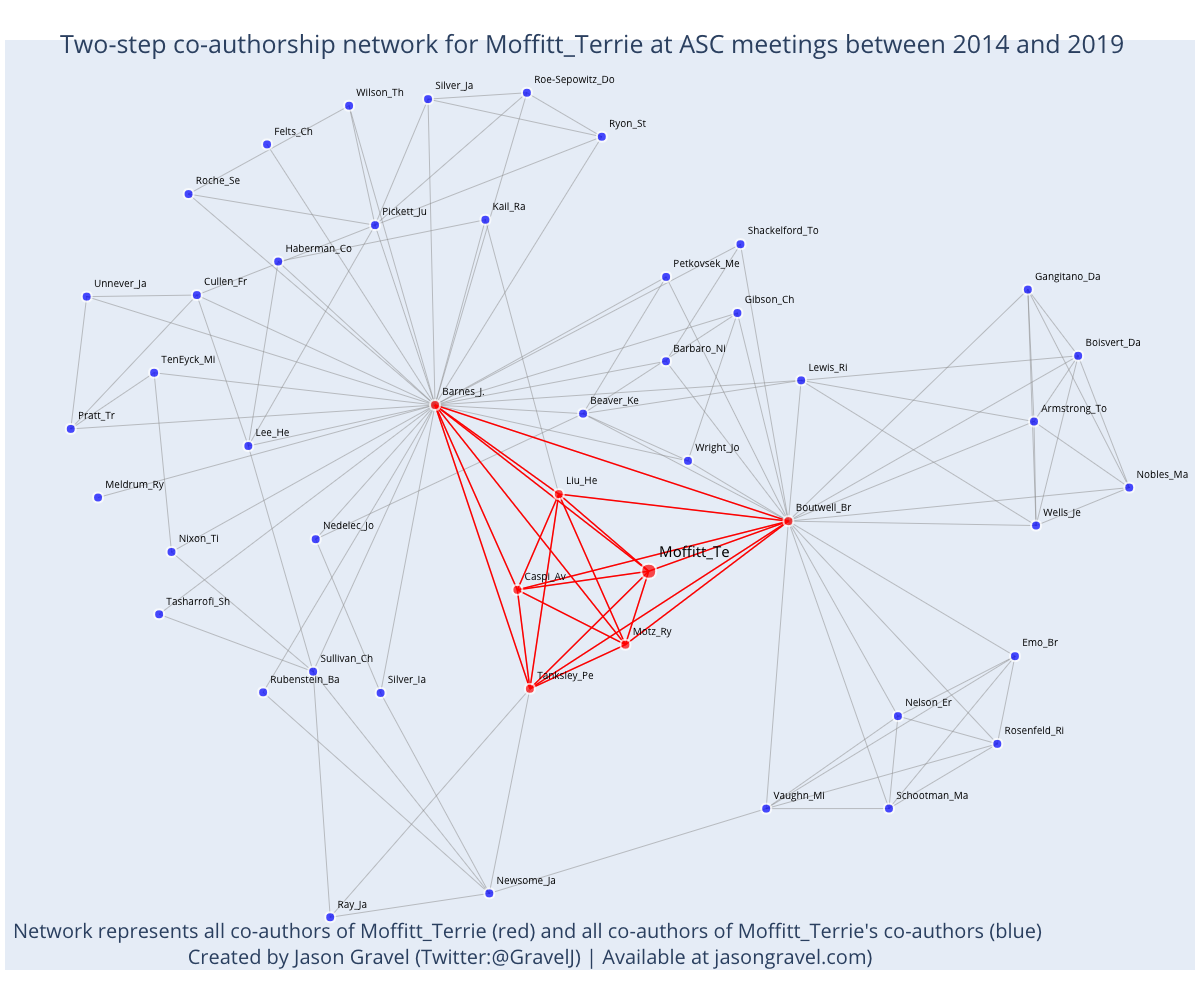 Two-step co-authorship network for Moffitt_Terrie at ASC meetings between 2014 and 2019
Roe-Sepowitz_Do
Silver_Ja
Wilson_Th
Ryon_St
Felts_Ch
Roche_Se
Kail_Ra
Pickett_Ju
Shackelford_To
Haberman_Co
Petkovsek_Me
Gangitano_Da
Cullen_Fr
Unnever_Ja
Gibson_Ch
Boisvert_Da
Barbaro_Ni
TenEyck_Mi
Lewis_Ri
Barnes_J.
Beaver_Ke
Armstrong_To
Pratt_Tr
Lee_He
Wright_Jo
Nobles_Ma
Liu_He
Meldrum_Ry
Boutwell_Br
Wells_Je
Nedelec_Jo
Nixon_Ti
Moffitt_Te
Caspi_Av
Tasharrofi_Sh
Motz_Ry
Emo_Br
Sullivan_Ch
Tanksley_Pe
Rubenstein_Ba
Silver_Ia
Nelson_Er
Rosenfeld_Ri
Vaughn_Mi
Schootman_Ma
Newsome_Ja
Ray_Ja
Network represents all co-authors of Moffitt_Terrie (red) and all co-authors of Moffitt_Terrie's co-authors (blue)
Created by Jason Gravel (Twitter:@GravelJ) | Available at jasongravel.com)